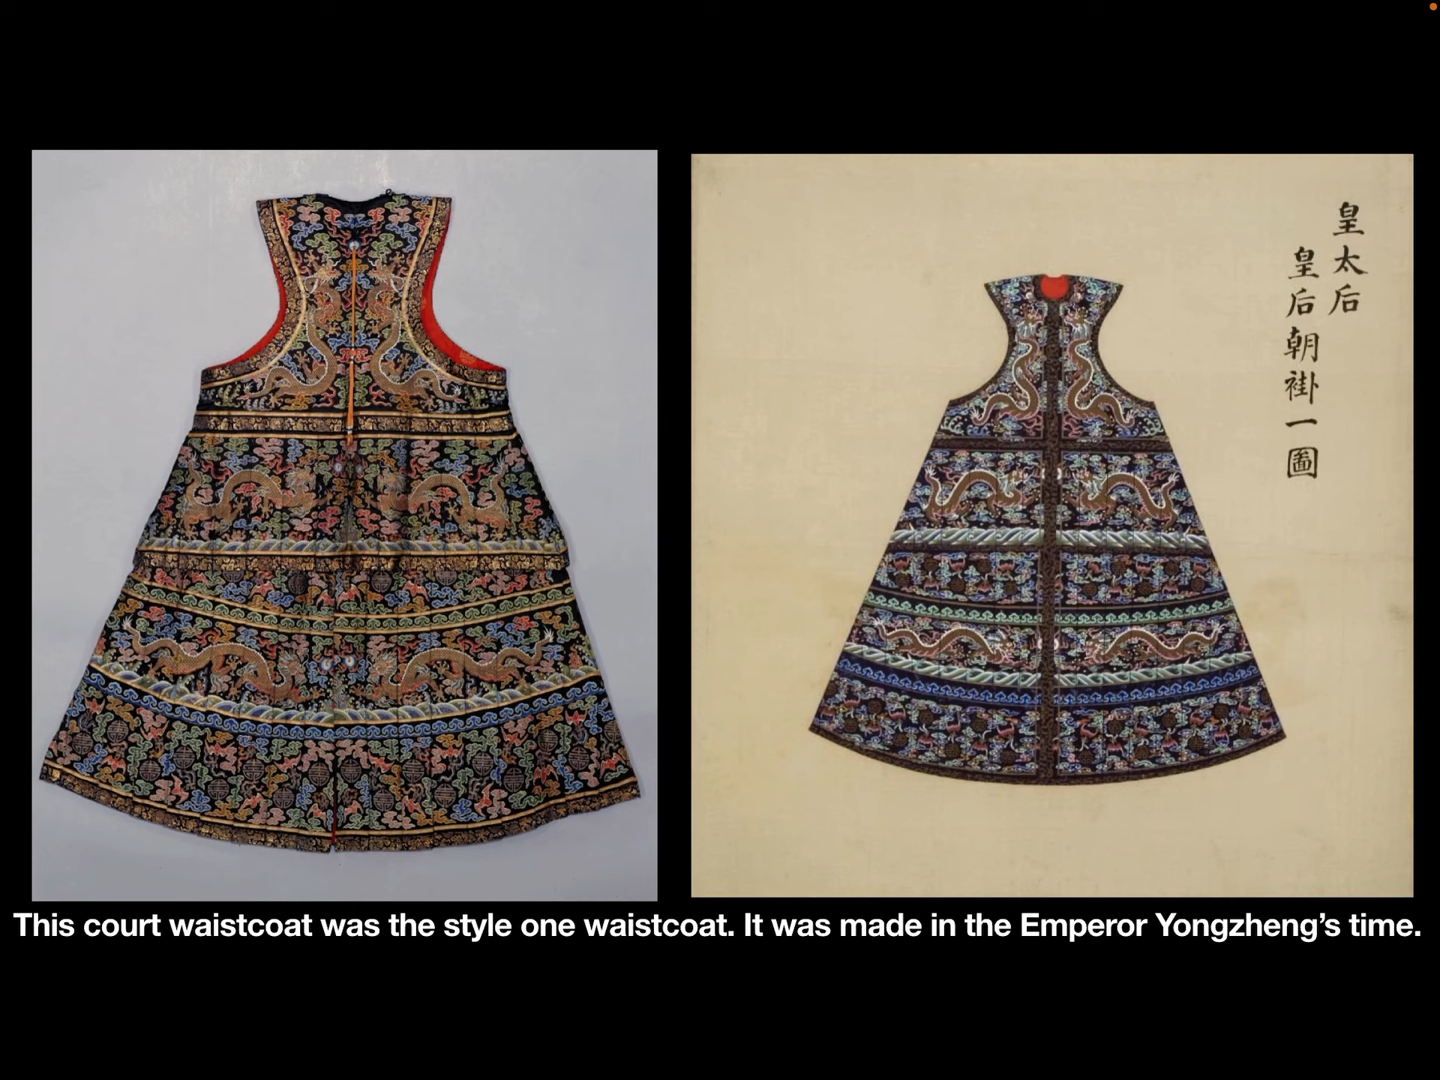 皇太后
皇后朝褂一圖
This court waistcoat was the style one waistcoat. It was made in the Emperor Yongzheng’s time.